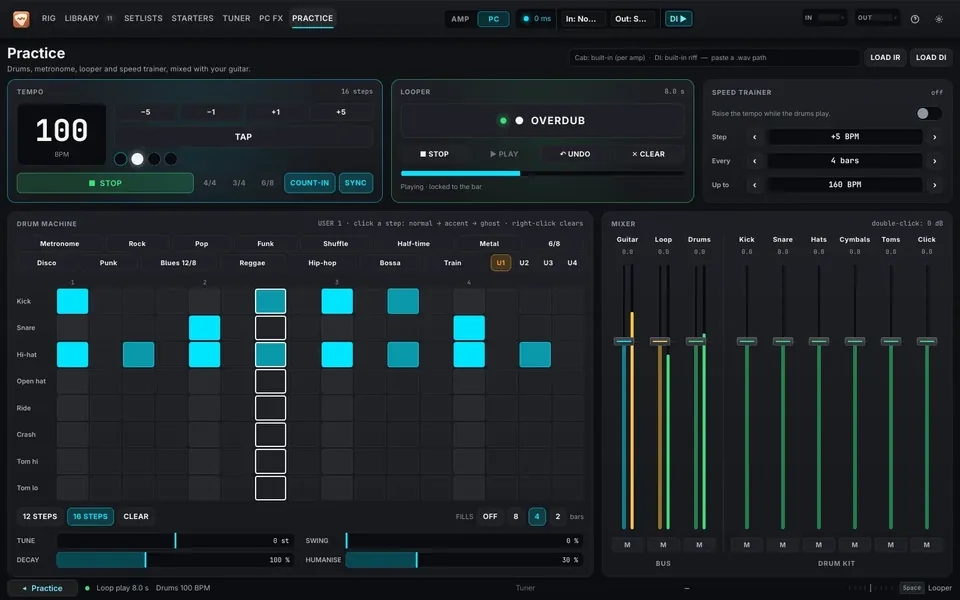 RIG LIBRARY 11 SETLISTS STARTERS TUNER PC FX PRACTICE AMP PC 0 ms In: No... Out: S... DI ▶ IN OUT
Practice
Drums, metronome, looper and speed trainer, mixed with your guitar.
Cab: built-in (per amp) · DI: built-in riff — paste a .wav path LOAD IR LOAD DI
TEMPO 16 steps
100
BPM
−5 −1 +1 +5
TAP
STOP 4/4 3/4 6/8 COUNT-IN SYNC
LOOPER 8.0 s
OVERDUB
STOP ▶ PLAY ↶ UNDO × CLEAR
Playing · locked to the bar
SPEED TRAINER off
Raise the tempo while the drums play.
Step ‹ +5 BPM ›
Every ‹ 4 bars ›
Up to ‹ 160 BPM ›
DRUM MACHINE USER 1 · click a step: normal → accent → ghost · right-click clears
Metronome Rock Pop Funk Shuffle Half-time Metal 6/8
Disco Punk Blues 12/8 Reggae Hip-hop Bossa Train U1 U2 U3 U4
1 2 3 4
Kick
Snare
Hi-hat
Open hat
Ride
Crash
Tom hi
Tom lo
12 STEPS 16 STEPS CLEAR FILLS OFF 8 4 2 bars
TUNE 0 st SWING 0 %
DECAY 100 % HUMANISE 30 %
MIXER double-click: 0 dB
Guitar Loop Drums Kick Snare Hats Cymbals Toms Click
0.0 0.0 0.0 0.0 0.0 0.0 0.0 0.0 0.0
M M M M M M M M M
BUS DRUM KIT
◂ Practice Loop play 8.0 s Drums 100 BPM Tuner — Space Looper